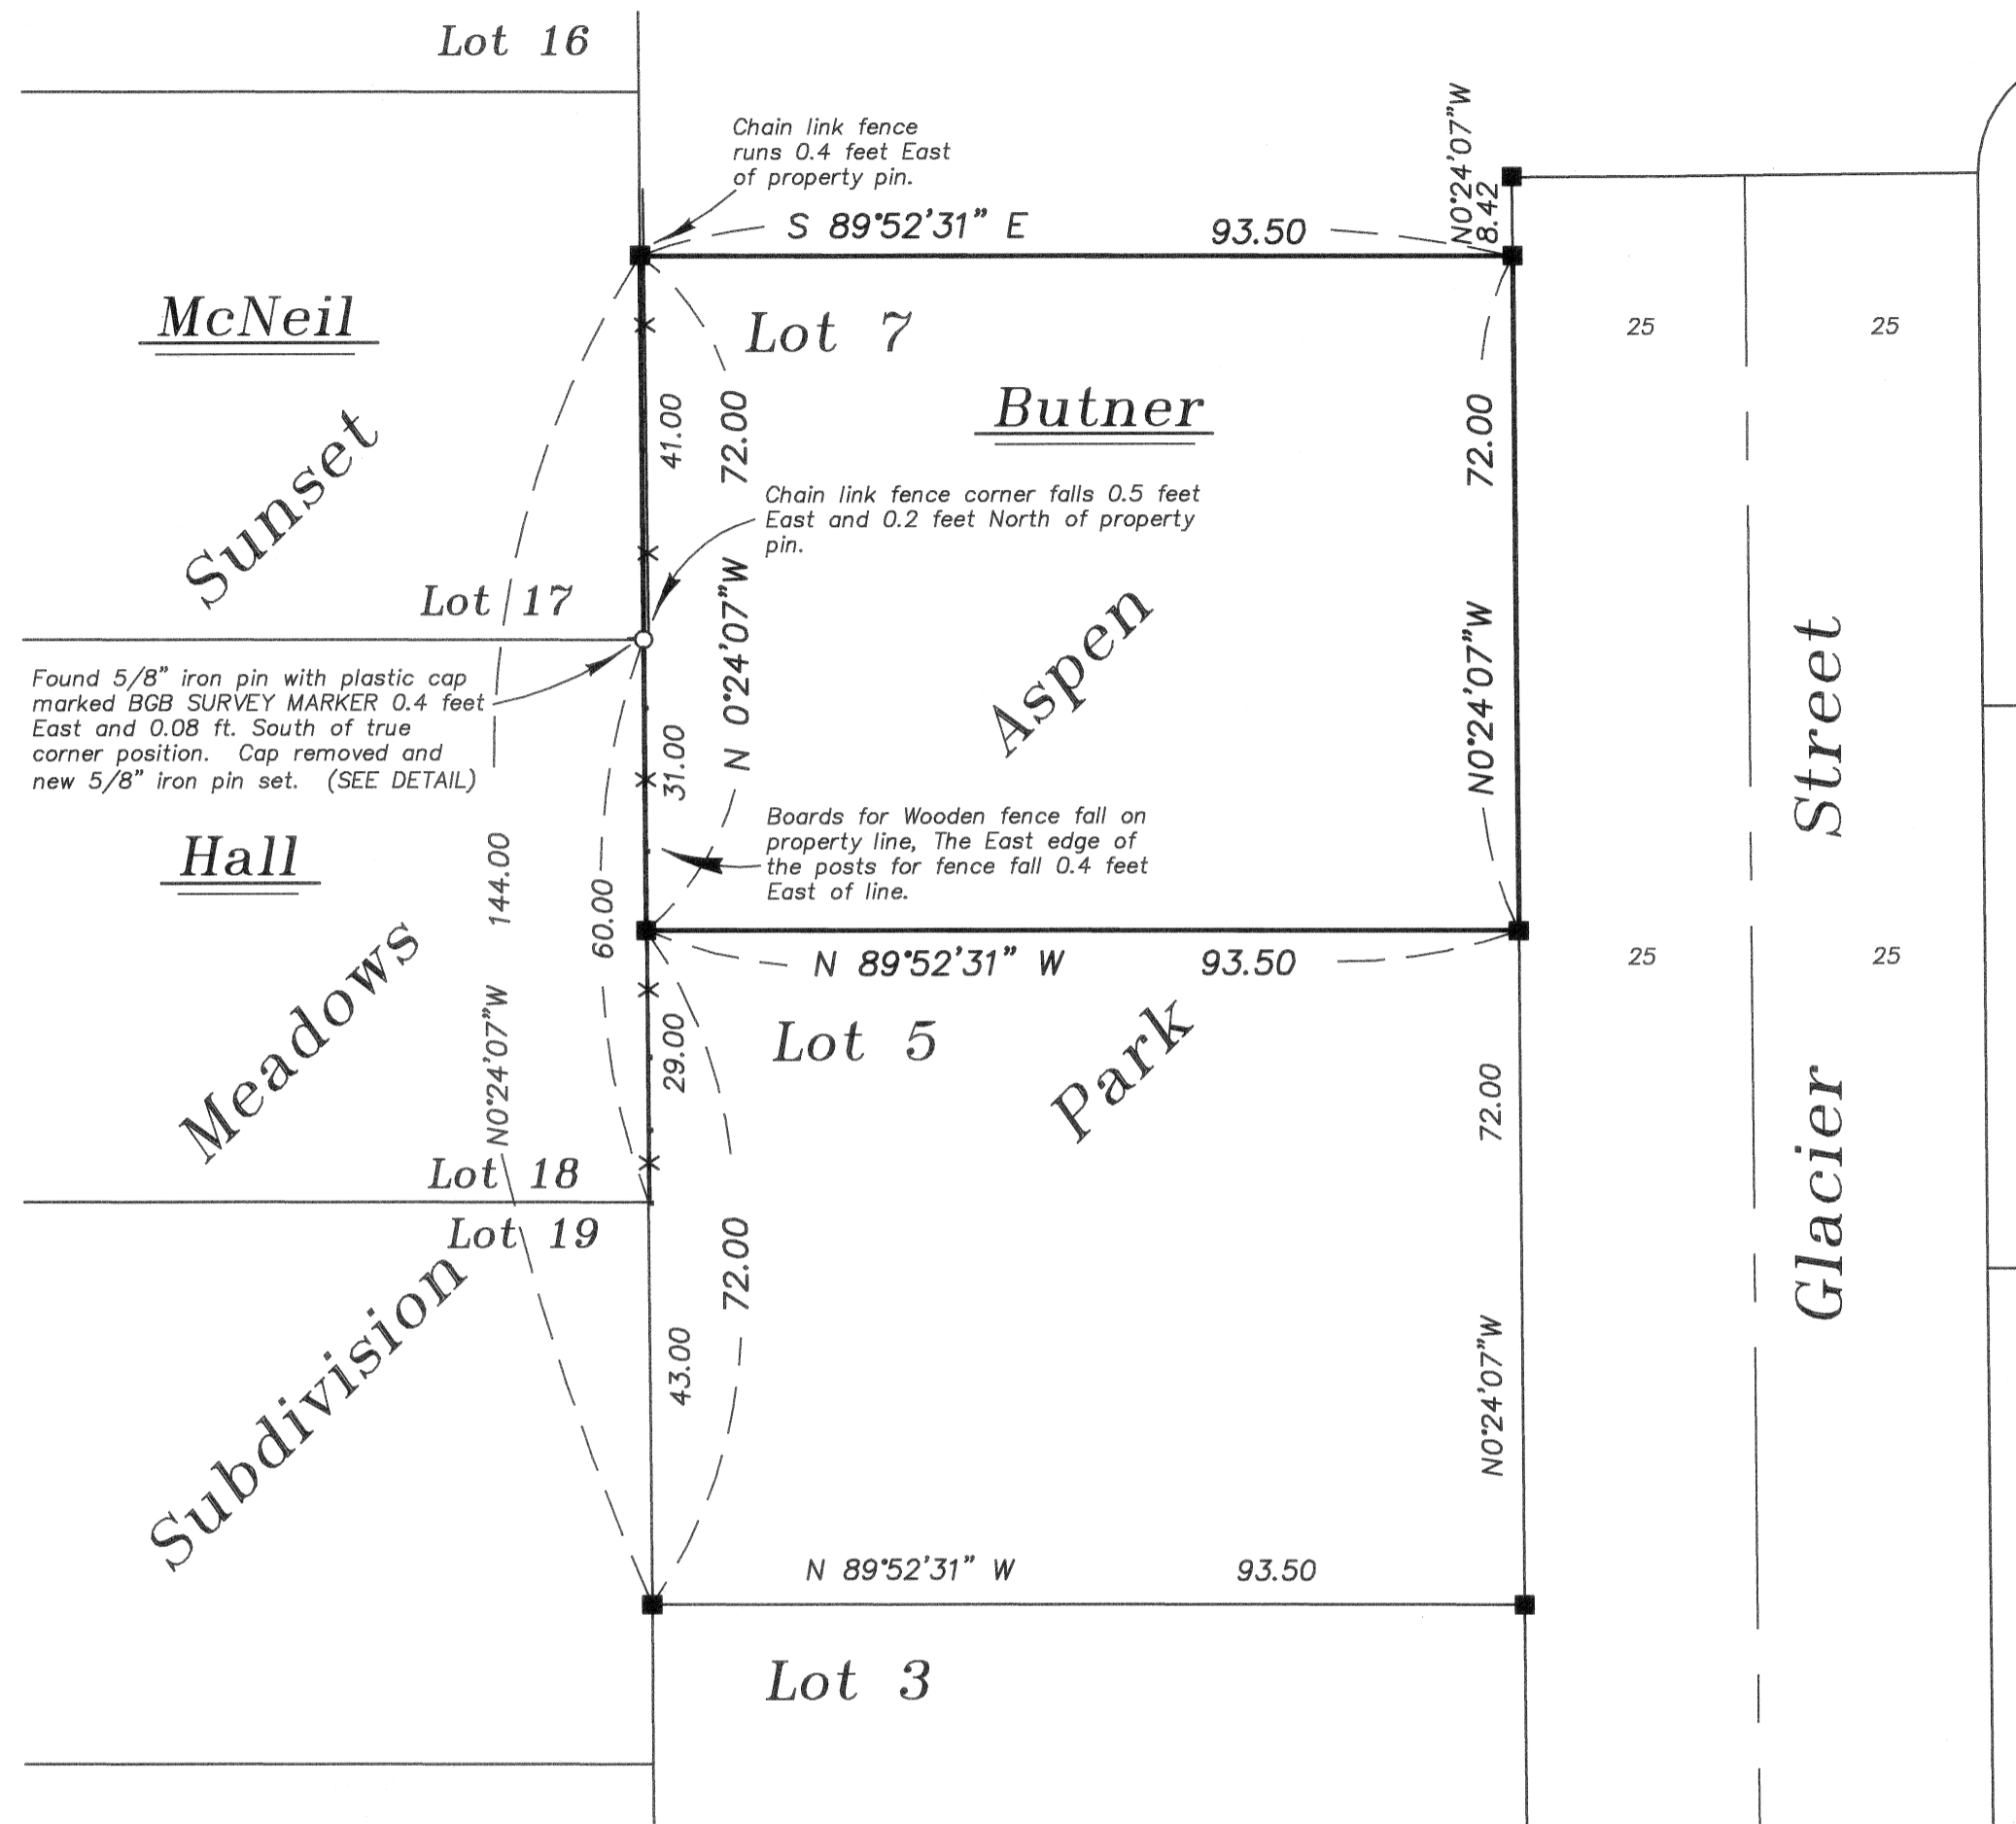 Lot 16
Chain link fence
runs 0.4 feet East
of property pin.
N0°24'07"W
8.42
S 89°52'31" E 93.50
McNeil
Lot 7
25 25
Butner
41.00
72.00
72.00
Sunset
Chain link fence corner falls 0.5 feet
East and 0.2 feet North of property
pin.
Lot 17
N 0°24'07"W
N0°24'07"W
Aspen
Found 5/8" iron pin with plastic cap
marked BGB SURVEY MARKER 0.4 feet
East and 0.08 ft. South of true
corner position. Cap removed and
new 5/8" iron pin set. (SEE DETAIL)
31.00
Boards for Wooden fence fall on
property line, The East edge of
the posts for fence fall 0.4 feet
East of line.
Hall
144.00
60.00
N 89°52'31" W 93.50
25 25
Glacier Street
Meadows
N0°24'07"W
Lot 5
29.00
Park
72.00
Lot 18
Lot 19
72.00
43.00
N0°24'07"W
Subdivision
N 89°52'31" W 93.50
Lot 3